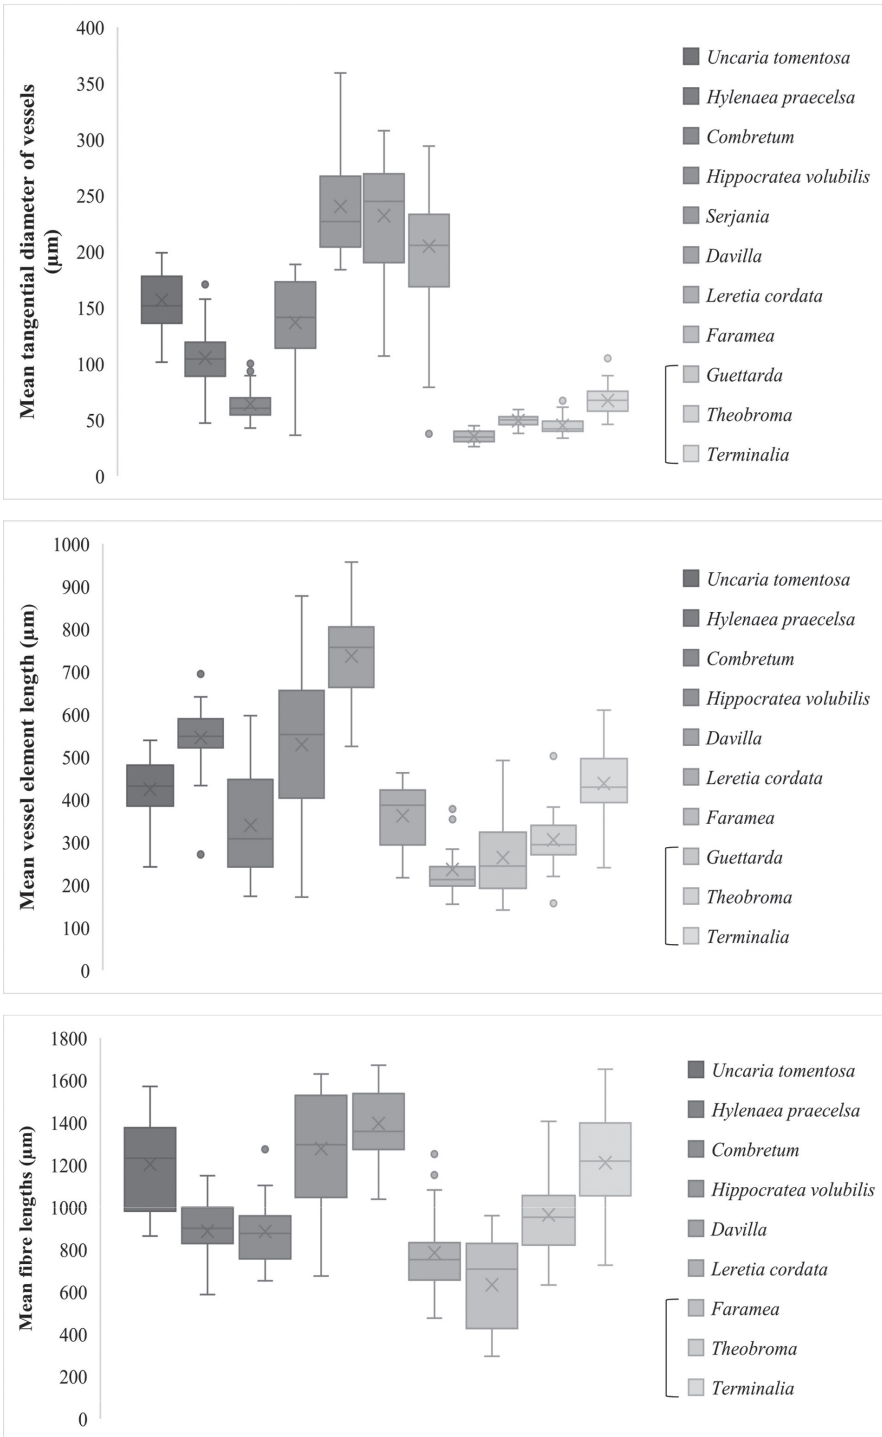 Mean tangential diameter of vessels
(µm)
400
350
300
250
200
150
100
50
0
Uncaria tomentosa
Hylenaea praecelsa
Combretum
Hippocratea volubilis
Serjania
Davilla
Leretia cordata
Faramea
Guettarda
Theobroma
Terminalia
Mean vessel element length (µm)
1000
900
800
700
600
500
400
300
200
100
0
Uncaria tomentosa
Hylenaea praecelsa
Combretum
Hippocratea volubilis
Davilla
Leretia cordata
Faramea
Guettarda
Theobroma
Terminalia
Mean fibre lengths (µm)
1800
1600
1400
1200
1000
800
600
400
200
0
Uncaria tomentosa
Hylenaea praecelsa
Combretum
Hippocratea volubilis
Davilla
Leretia cordata
Faramea
Theobroma
Terminalia